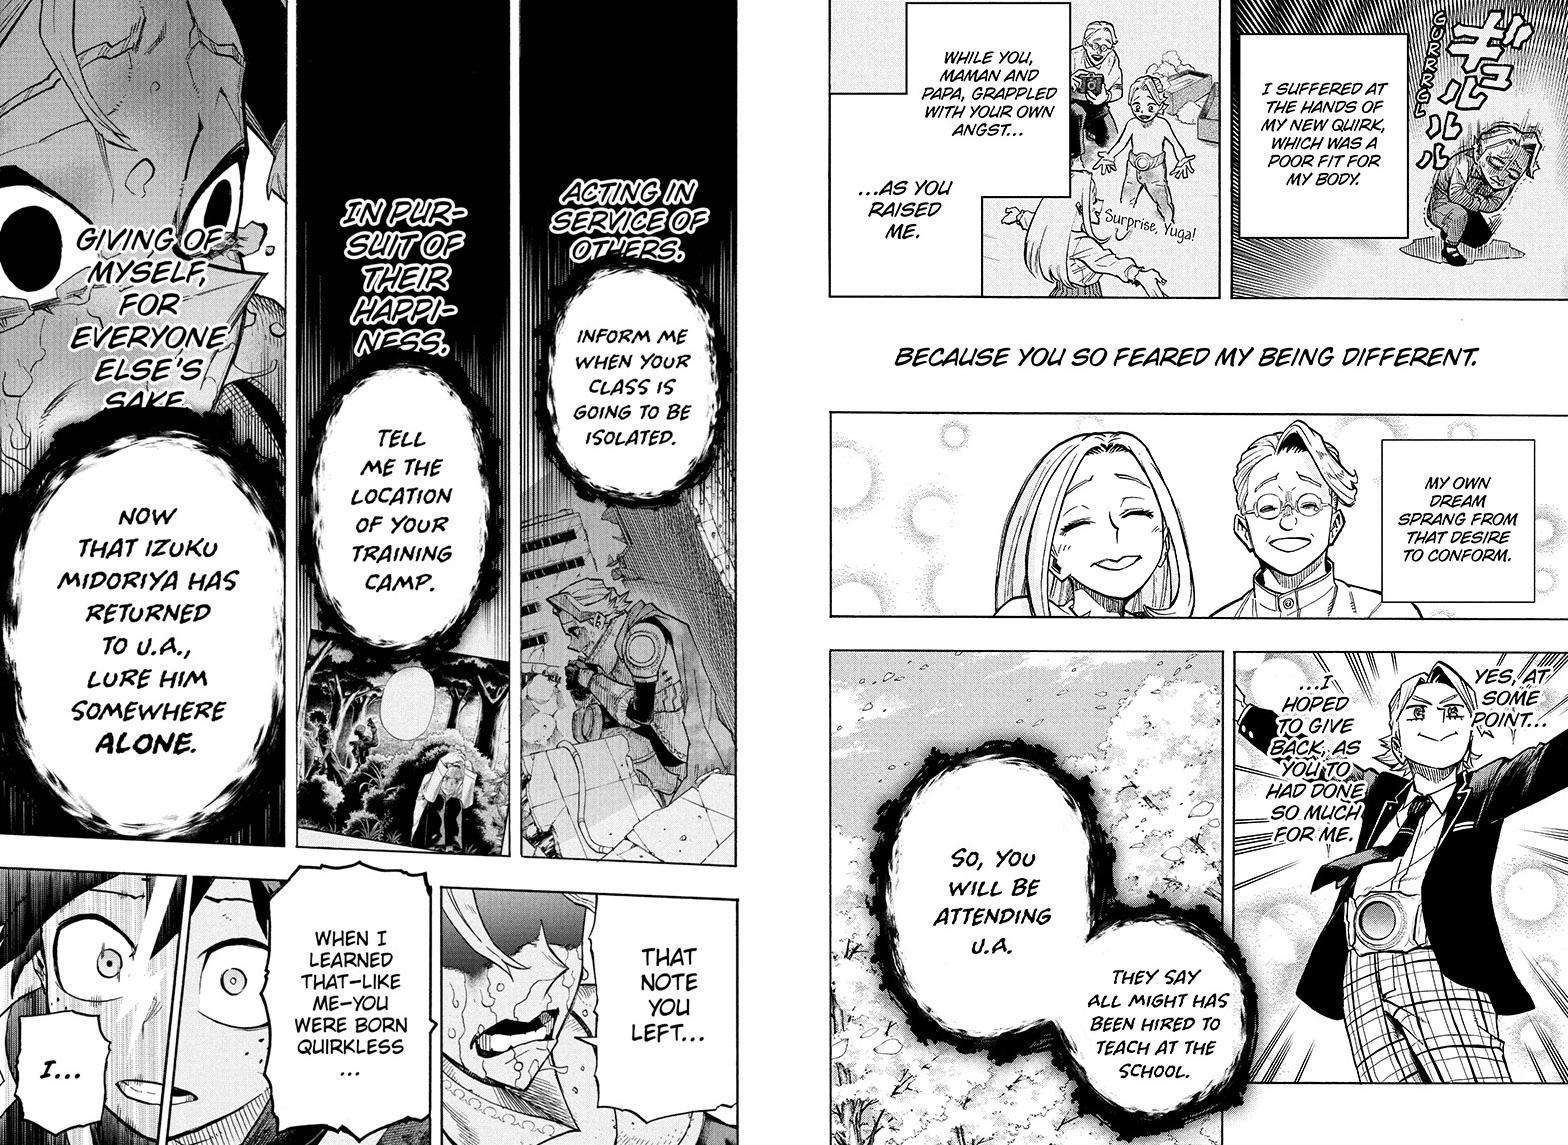 GURRRGL
ギュルルル
I SUFFERED AT
THE HANDS OF
MY NEW QUIRK,
WHICH WAS A
POOR FIT FOR
MY BODY.
WHILE YOU,
MAMAN AND
PAPA, GRAPPLED
WITH YOUR OWN
ANGST...
...AS YOU
RAISED
ME.
Surprise, Yuga!
BECAUSE YOU SO FEARED MY BEING DIFFERENT.
MY OWN
DREAM
SPRANG FROM
THAT DESIRE
TO CONFORM.
YES, AT
SOME
POINT...
...I
HOPED
TO GIVE
BACK, AS
YOU TO
HAD DONE
SO MUCH
FOR ME.
SO, YOU
WILL BE
ATTENDING
U.A.
THEY SAY
ALL MIGHT HAS
BEEN HIRED TO
TEACH AT THE
SCHOOL.
ACTING IN
SERVICE OF
OTHERS.
INFORM ME
WHEN YOUR
CLASS IS
GOING TO BE
ISOLATED.
IN PUR-
SUIT OF
THEIR
HAPPI-
NESS.
TELL
ME THE
LOCATION
OF YOUR
TRAINING
CAMP.
GIVING OF
MYSELF,
FOR
EVERYONE
ELSE'S
SAKE.
NOW
THAT IZUKU
MIDORIYA HAS
RETURNED
TO U.A.,
LURE HIM
SOMEWHERE
ALONE.
THAT
NOTE
YOU
LEFT...
WHEN I
LEARNED
THAT—LIKE
ME—YOU
WERE BORN
QUIRKLESS
...
I...